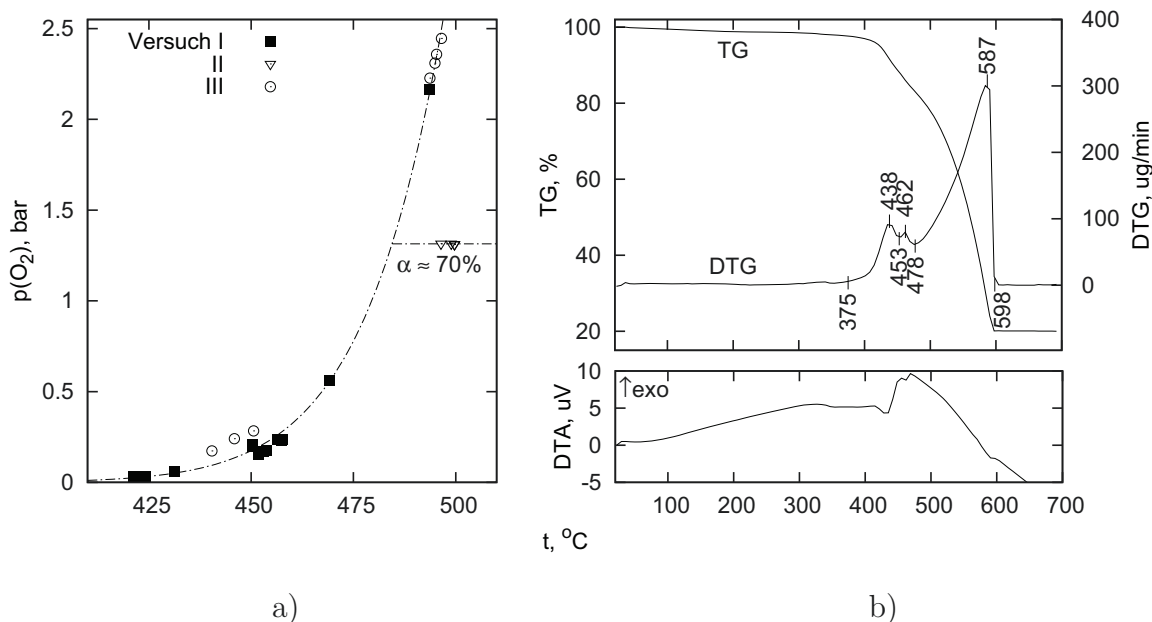 2.5
2
1.5
1
0.5
0
p(O2), bar
Versuch I
II
III
α ≈ 70%
425
450
475
500
100
80
60
40
20
TG, %
TG
DTG
375
438
453
462
478
587
598
400
300
200
100
0
DTG, ug/min
10
5
0
-5
DTA, uV
↑exo
0
100
200
300
400
500
600
700
t, °C
a)
b)